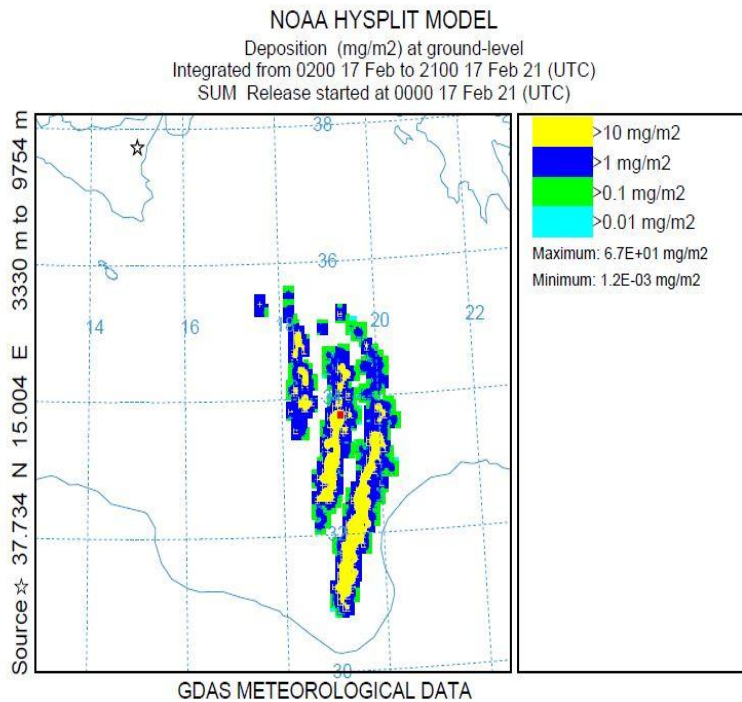 NOAA HYSPLIT MODEL
Deposition (mg/m2) at ground-level
Integrated from 0200 17 Feb to 2100 17 Feb 21 (UTC)
SUM Release started at 0000 17 Feb 21 (UTC)
Source ☆ 37.734 N 15.004 E 3330 m to 9754 m
38
36
14
16
18
20
22
32
30
>10 mg/m2
>1 mg/m2
>0.1 mg/m2
>0.01 mg/m2
Maximum: 6.7E+01 mg/m2
Minimum: 1.2E-03 mg/m2
GDAS METEOROLOGICAL DATA